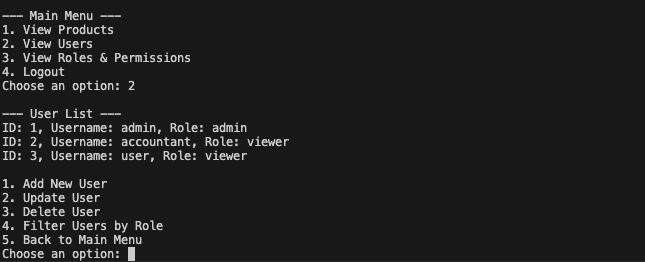 --- Main Menu ---
1. View Products
2. View Users
3. View Roles & Permissions
4. Logout
Choose an option: 2

--- User List ---
ID: 1, Username: admin, Role: admin
ID: 2, Username: accountant, Role: viewer
ID: 3, Username: user, Role: viewer

1. Add New User
2. Update User
3. Delete User
4. Filter Users by Role
5. Back to Main Menu
Choose an option: